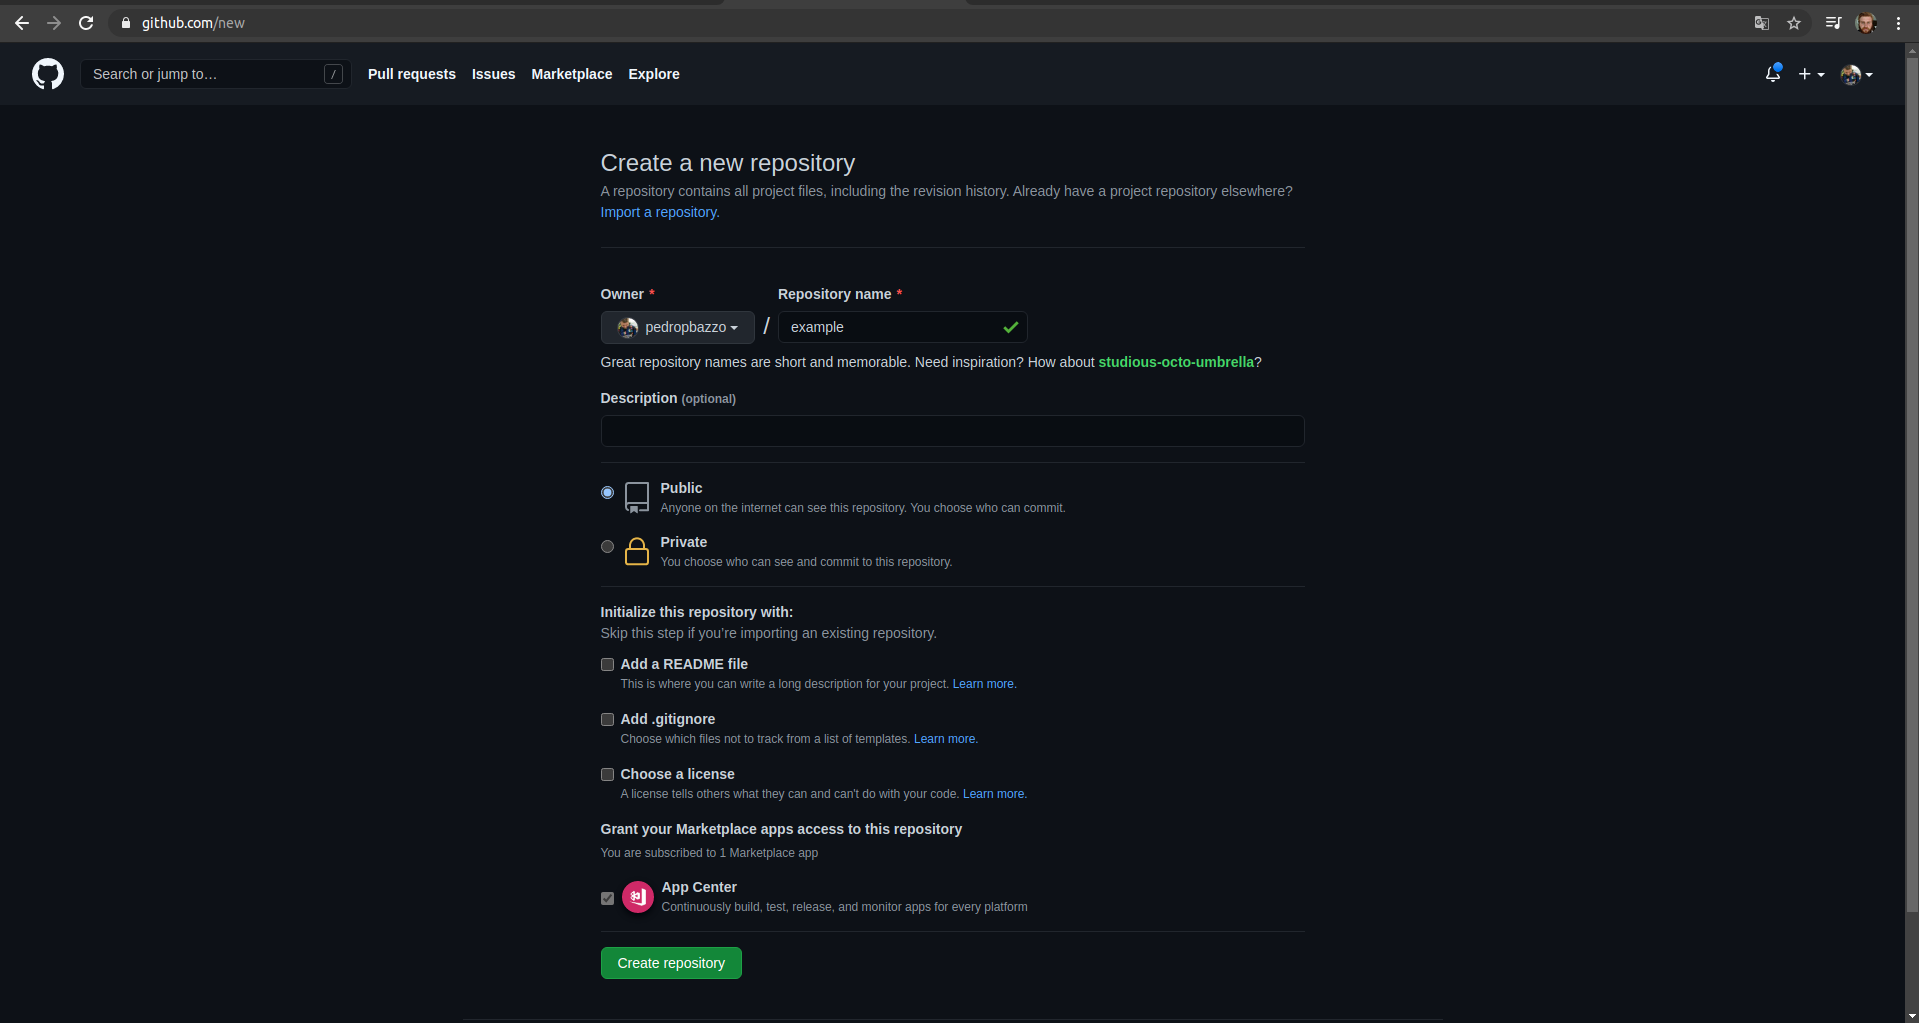 github.com/new
Search or jump to…
/
Pull requests
Issues
Marketplace
Explore
Create a new repository
A repository contains all project files, including the revision history. Already have a project repository elsewhere?
Import a repository.
Owner *
Repository name *
pedropbazzo
/
example
Great repository names are short and memorable. Need inspiration? How about studious-octo-umbrella?
Description (optional)
Public
Anyone on the internet can see this repository. You choose who can commit.
Private
You choose who can see and commit to this repository.
Initialize this repository with:
Skip this step if you’re importing an existing repository.
Add a README file
This is where you can write a long description for your project. Learn more.
Add .gitignore
Choose which files not to track from a list of templates. Learn more.
Choose a license
A license tells others what they can and can't do with your code. Learn more.
Grant your Marketplace apps access to this repository
You are subscribed to 1 Marketplace app
App Center
Continuously build, test, release, and monitor apps for every platform
Create repository